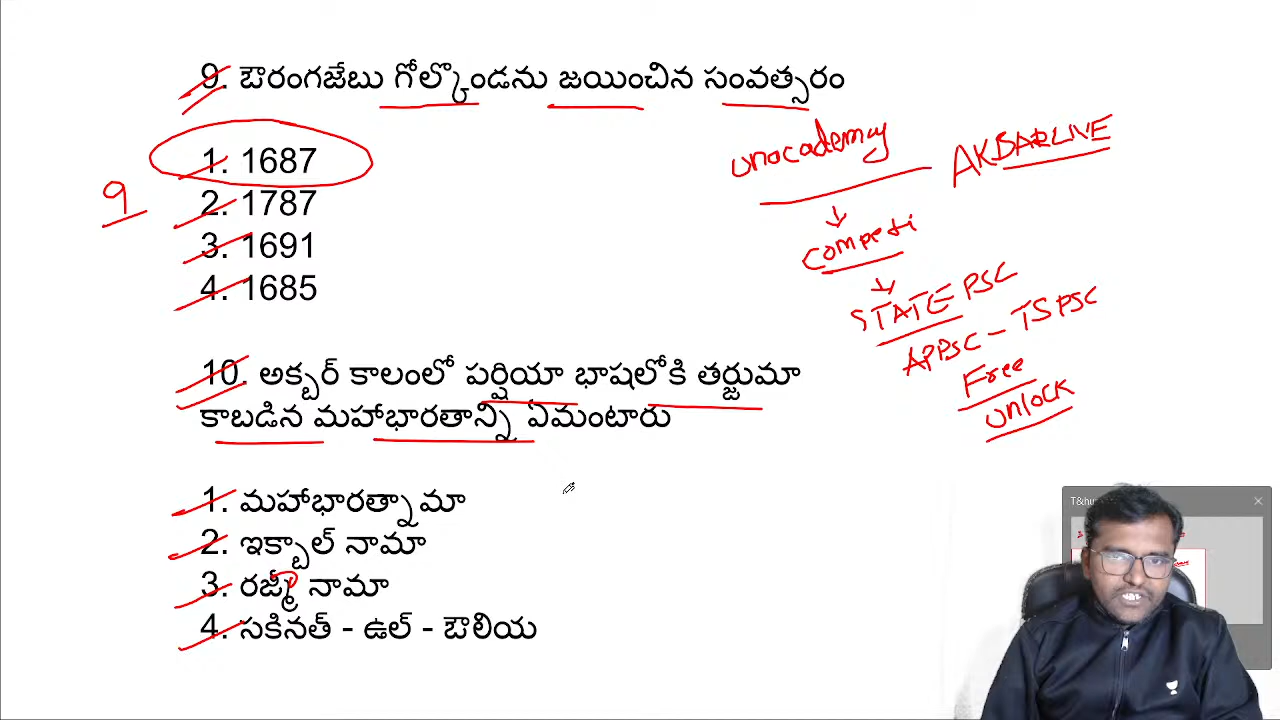 9. ఔరంగజేబు గోల్కొండను జయించిన సంవత్సరం
1. 1687
9
2. 1787
3. 1691
4. 1685
unacademy
AKBARLIVE
competi
STATE PSC
APPSC - TSPSC
Free
unlock
10. అక్బర్ కాలంలో పర్షియా భాషలోకి తర్జుమా
కాబడిన మహాభారతాన్ని ఏమంటారు
1. మహాభారత్నామా
2. ఇక్బాల్ నామా
3. రజ్మీ నామా
4. సకినత్ - ఉల్ - ఔలియ